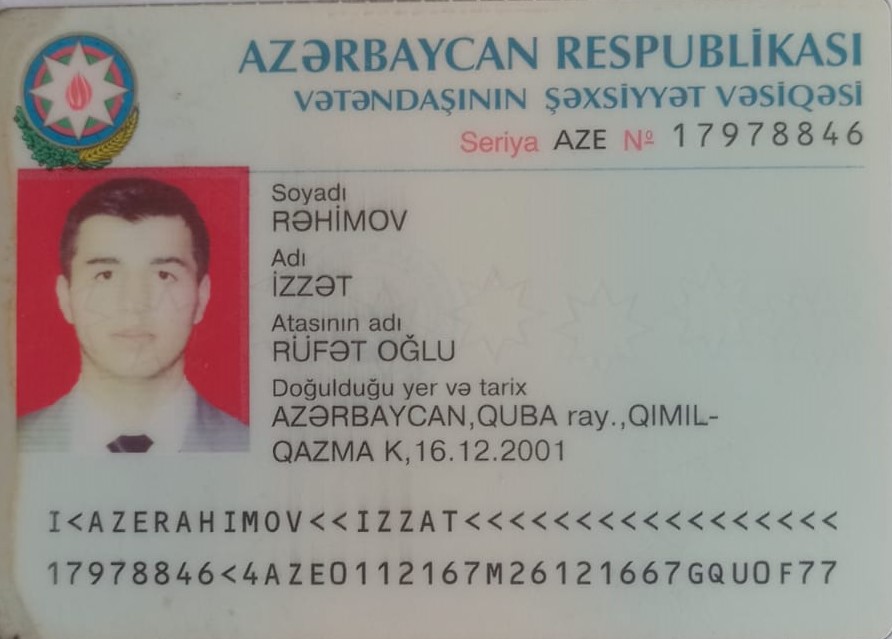 AZƏRBAYCAN RESPUBLİKASI
VƏTƏNDAŞININ ŞƏXSİYYƏT VƏSİQƏSİ
Seriya AZE № 17978846
Soyadı
RƏHİMOV
Adı
İZZƏT
Atasının adı
RÜFƏT OĞLU
Doğulduğu yer və tarix
AZƏRBAYCAN,QUBA ray.,QIMIL-
QAZMA K,16.12.2001
I<AZERAHIMOV<<IZZAT<<<<<<<<<<<<<<<<<
17978846<4AZE0112167M26121667GQU0F77